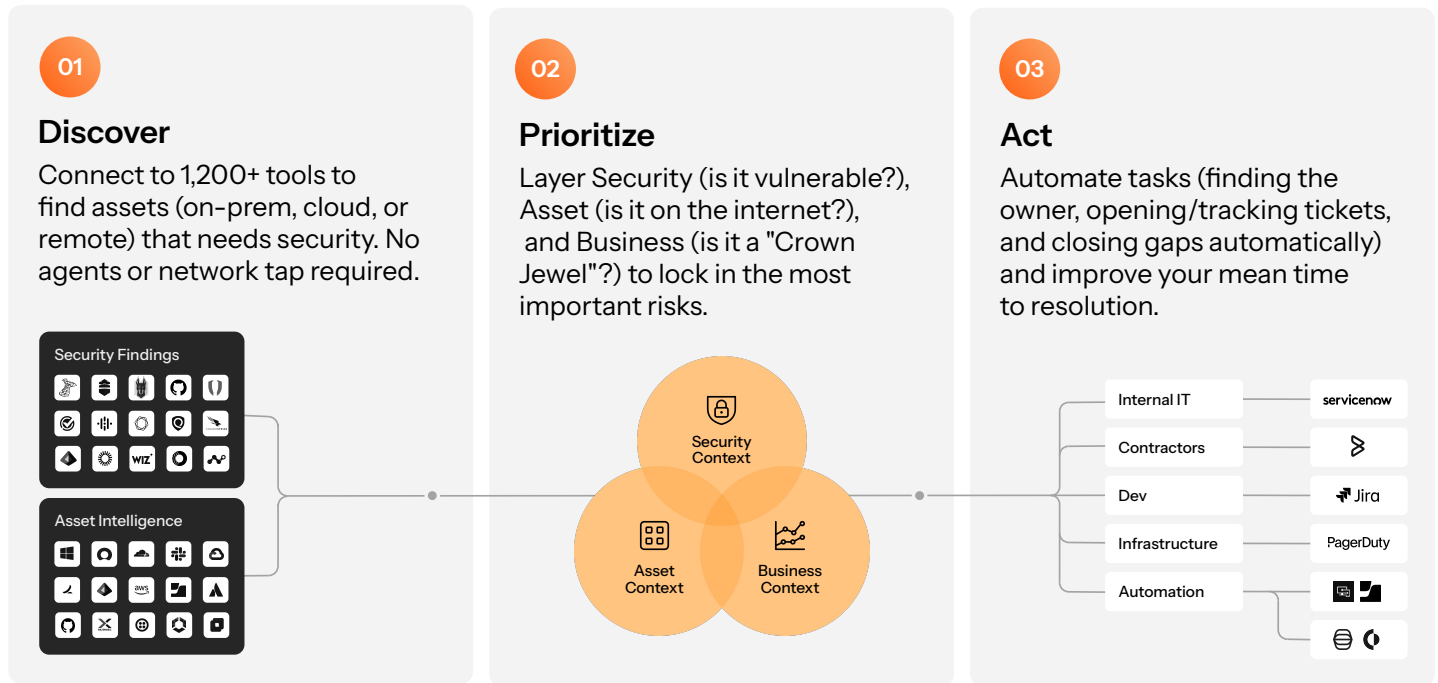 01
Discover
Connect to 1,200+ tools to
find assets (on-prem, cloud, or
remote) that needs security. No
agents or network tap required.
Security Findings
WIZ
Asset Intelligence
aws
02
Prioritize
Layer Security (is it vulnerable?),
Asset (is it on the internet?),
and Business (is it a "Crown
Jewel"?) to lock in the most
important risks.
Security
Context
Asset
Context
Business
Context
03
Act
Automate tasks (finding the
owner, opening/tracking tickets,
and closing gaps automatically)
and improve your mean time
to resolution.
Internal IT
servicenow
Contractors
Dev
Jira
Infrastructure
PagerDuty
Automation